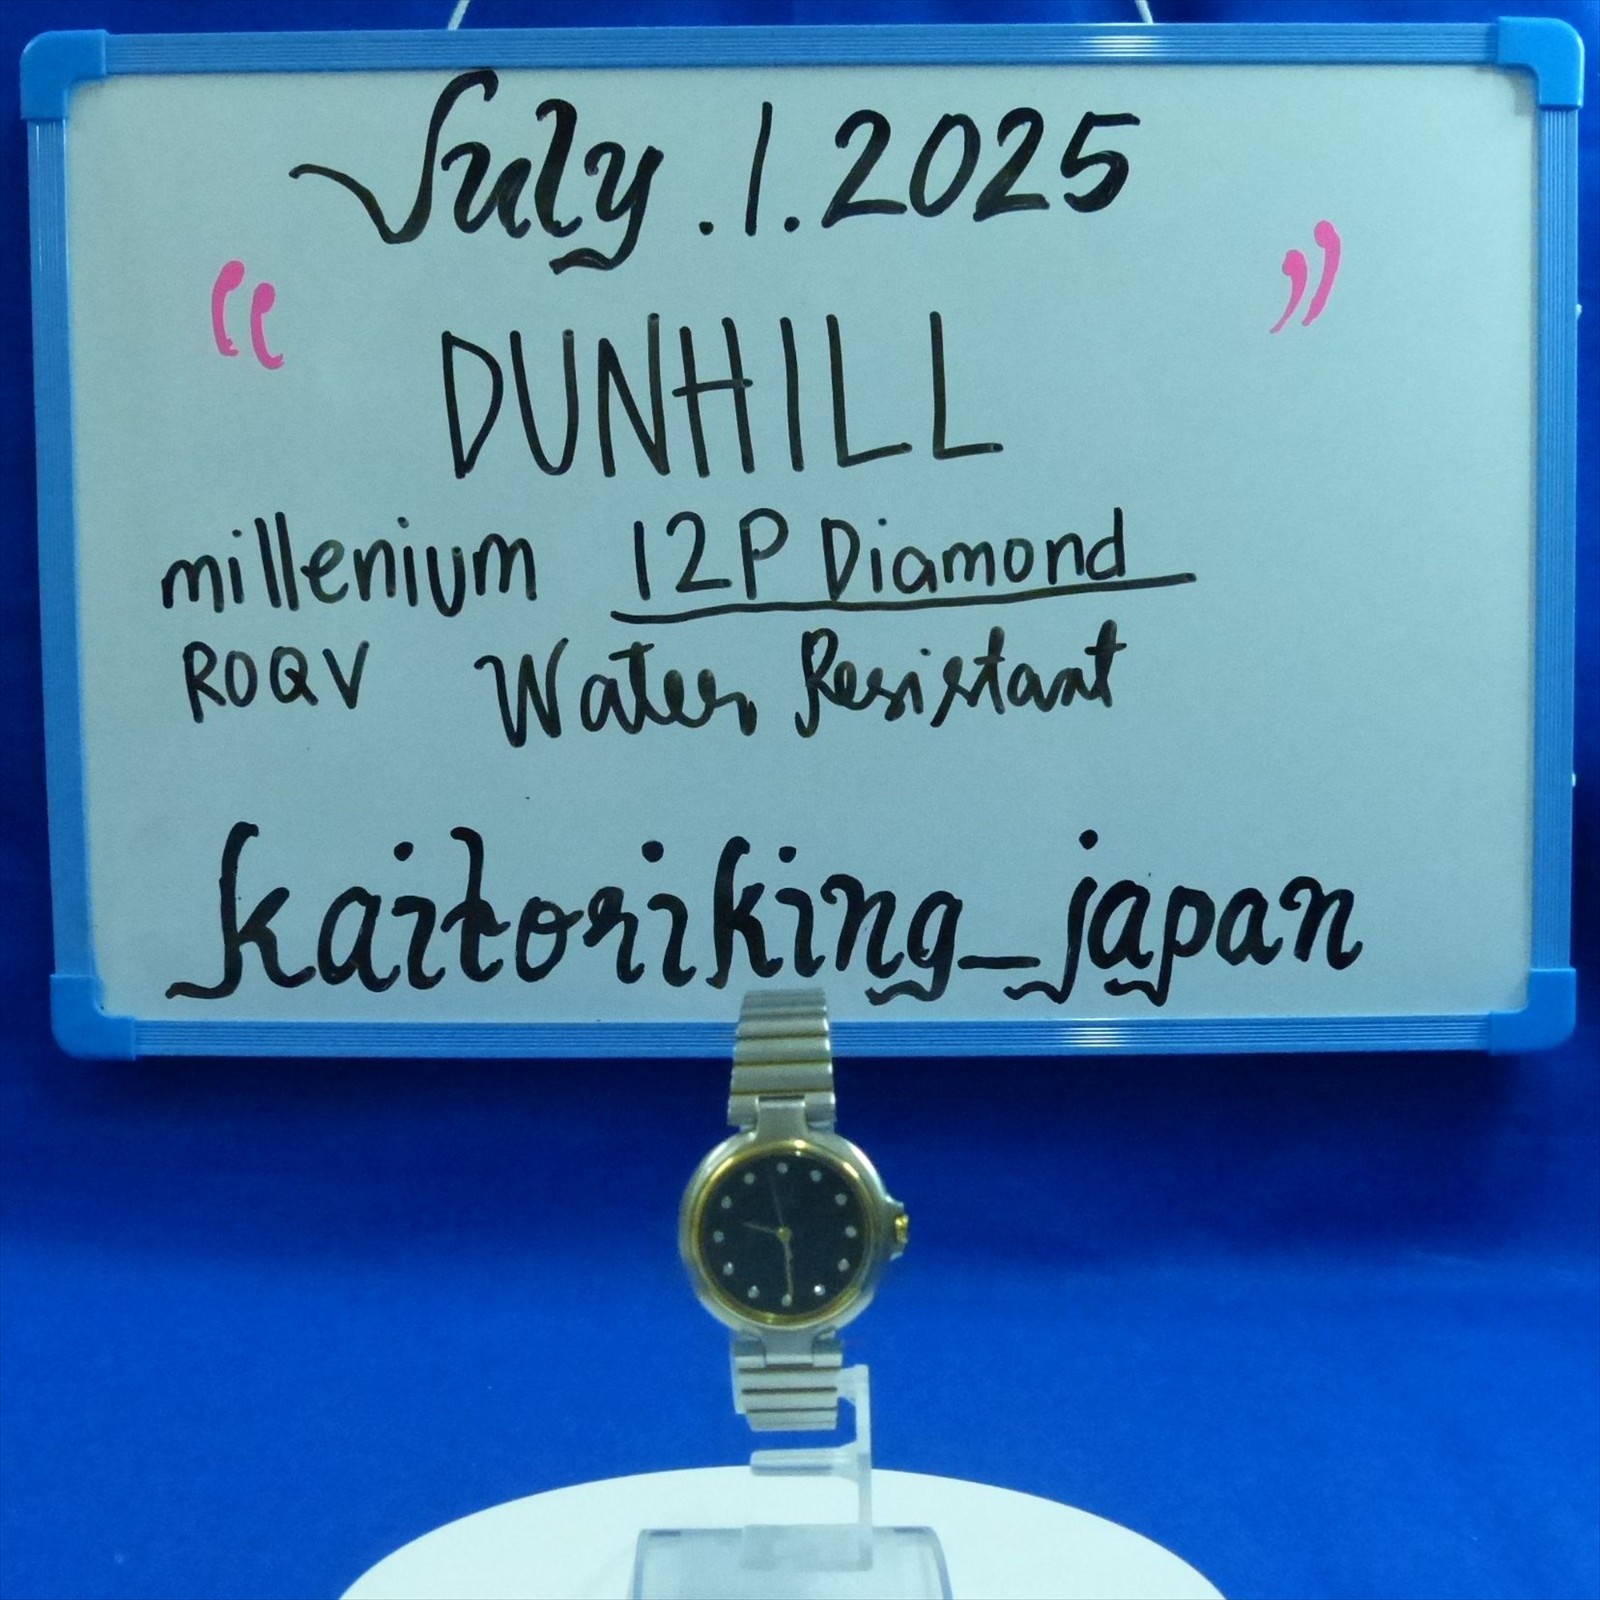 July.1.2025
“ ”
DUNHILL
millenium 12P Diamond
ROQV Water Resistant
kaitoriking_japan